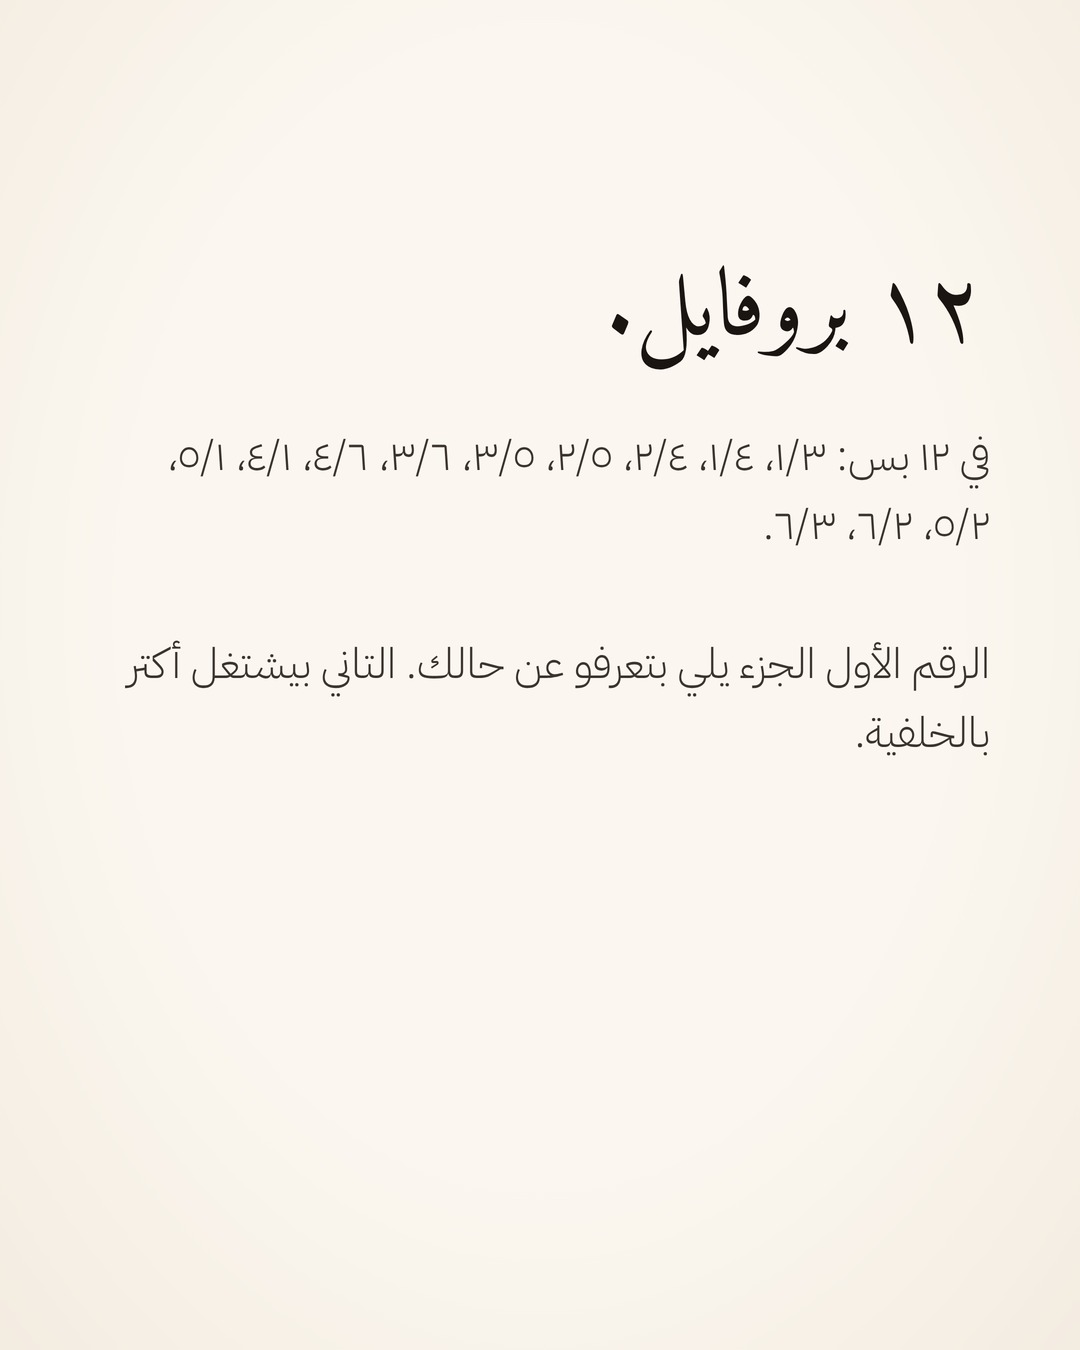 ١٢ بروفايل.
في ١٢ بس: ١/٣، ١/٤، ٢/٤، ٢/٥، ٣/٥، ٣/٦، ٤/٦، ٤/١، ٥/١،
٥/٢، ٦/٢، ٦/٣.
الرقم الأول الجزء يلي بتعرفو عن حالك. التاني بيشتغل أكتر
بالخلفية.